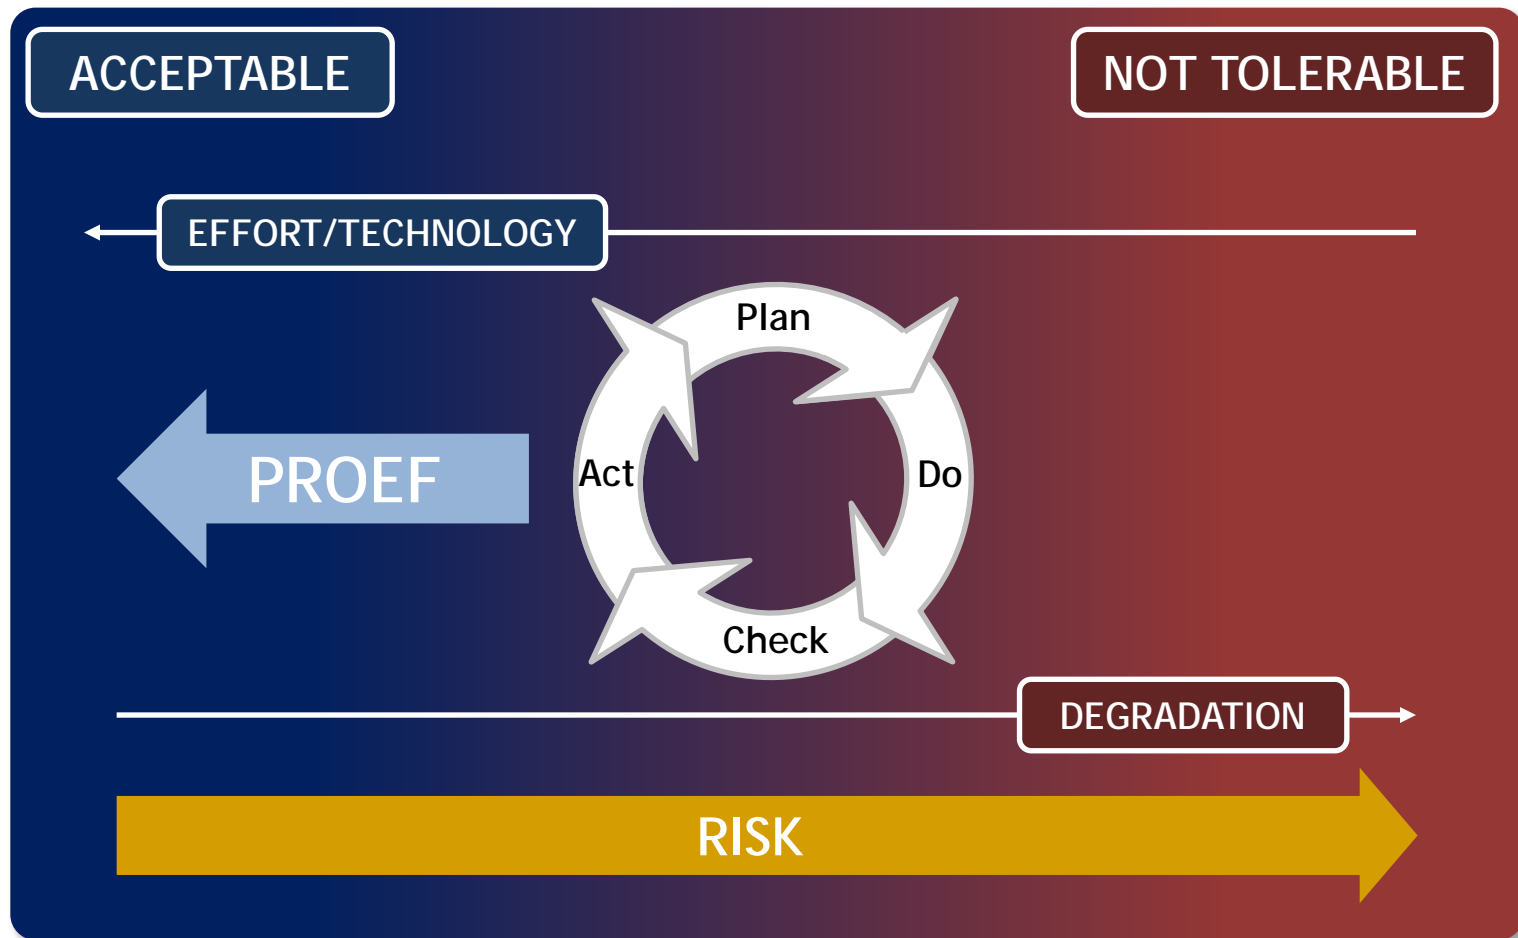 ACCEPTABLE
NOT TOLERABLE
EFFORT/TECHNOLOGY
Plan
PROEF
Act
Do
Check
DEGRADATION
RISK